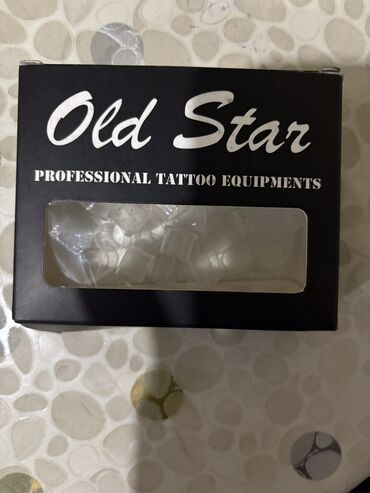 Old Star
PROFESSIONAL TATTOO EQUIPMENTS